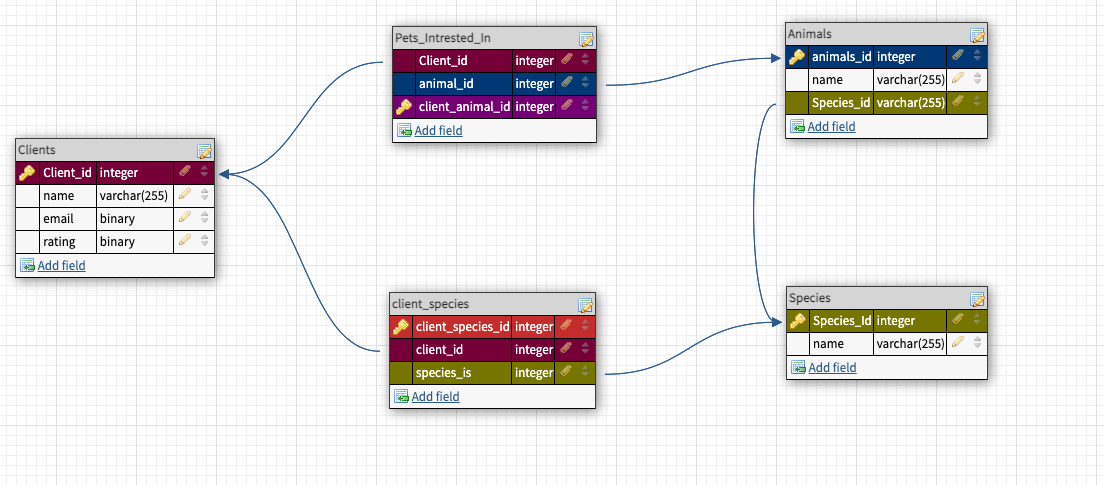 Pets_Intrested_In
Client_id integer
animal_id integer
client_animal_id integer
Add field
Animals
animals_id integer
name varchar(255)
Species_id varchar(255)
Add field
Clients
Client_id integer
name varchar(255)
email binary
rating binary
Add field
client_species
client_species_id integer
client_id integer
species_is integer
Add field
Species
Species_Id integer
name varchar(255)
Add field